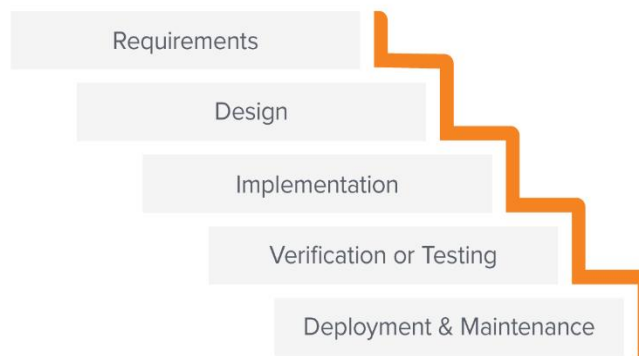 Requirements
Design
Implementation
Verification or Testing
Deployment & Maintenance